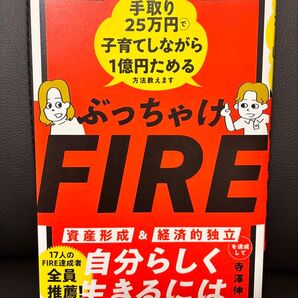 手取り
25万円で
子育てしながら
1億円ためる
方法教えます
ぶっちゃけ
FIRE
資産形成 & 経済的独立
を達成して
自分らしく
生きるには
17人の
FIRE達成者
全員
推薦!
寺澤伸